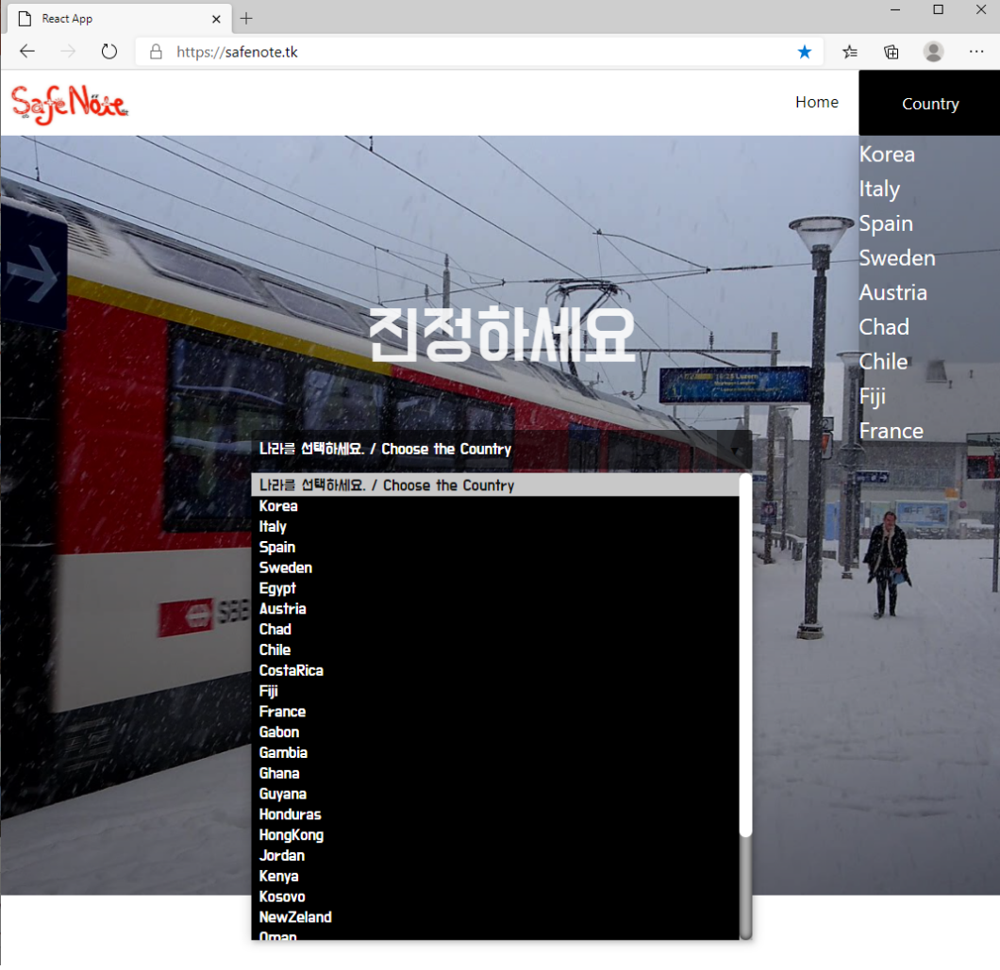 React App
https://safenote.tk
SafeNote
Home
Country
Korea
Italy
Spain
Sweden
Austria
Chad
Chile
Fiji
France
진정하세요
Luzern
SBB
나라를 선택하세요. / Choose the Country
나라를 선택하세요. / Choose the Country
Korea
Italy
Spain
Sweden
Egypt
Austria
Chad
Chile
CostaRica
Fiji
France
Gabon
Gambia
Ghana
Guyana
Honduras
HongKong
Jordan
Kenya
Kosovo
NewZeland
Oman